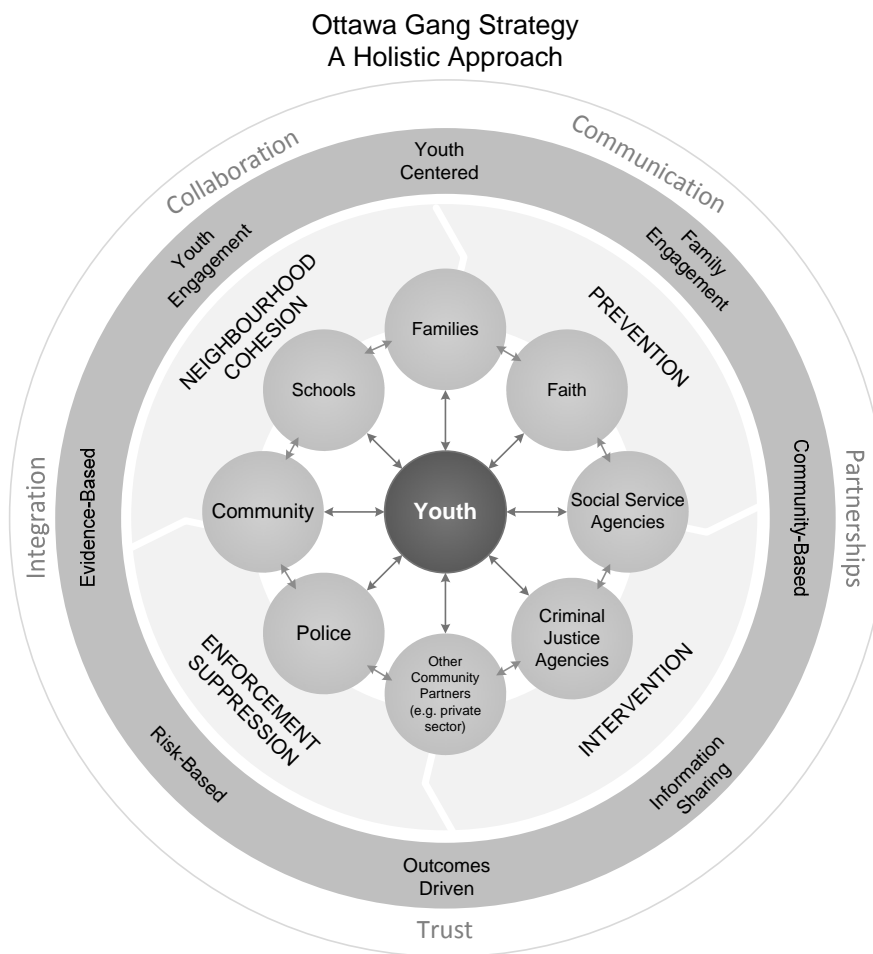 Ottawa Gang Strategy
A Holistic Approach
Collaboration
Communication
Youth
Centered
Youth
Engagement
Family
Engagement
NEIGHBOURHOOD
COHESION
PREVENTION
Families
Schools
Faith
Integration
Evidence-Based
Community
Youth
Social Service
Agencies
Community-Based
Partnerships
Police
Criminal
Justice
Agencies
Other
Community
Partners
(e.g. private
sector)
ENFORCEMENT
SUPPRESSION
INTERVENTION
Risk-Based
Information
Sharing
Outcomes
Driven
Trust